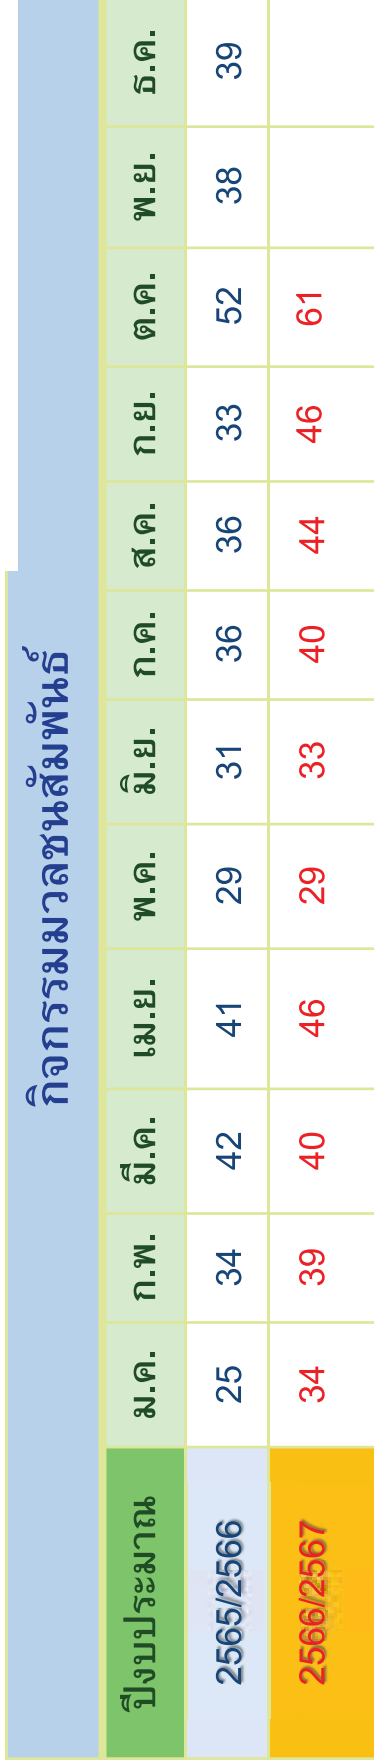 กิจกรรมมวลชนสัมพันธ์
ปีงบประมาณ ม.ค. ก.พ. มี.ค. เม.ย. พ.ค. มิ.ย. ก.ค. ส.ค. ก.ย. ต.ค. พ.ย. ธ.ค.
2565/2566 25 34 42 41 29 31 36 36 33 52 38 39
2566/2567 34 39 40 46 29 33 40 44 46 61